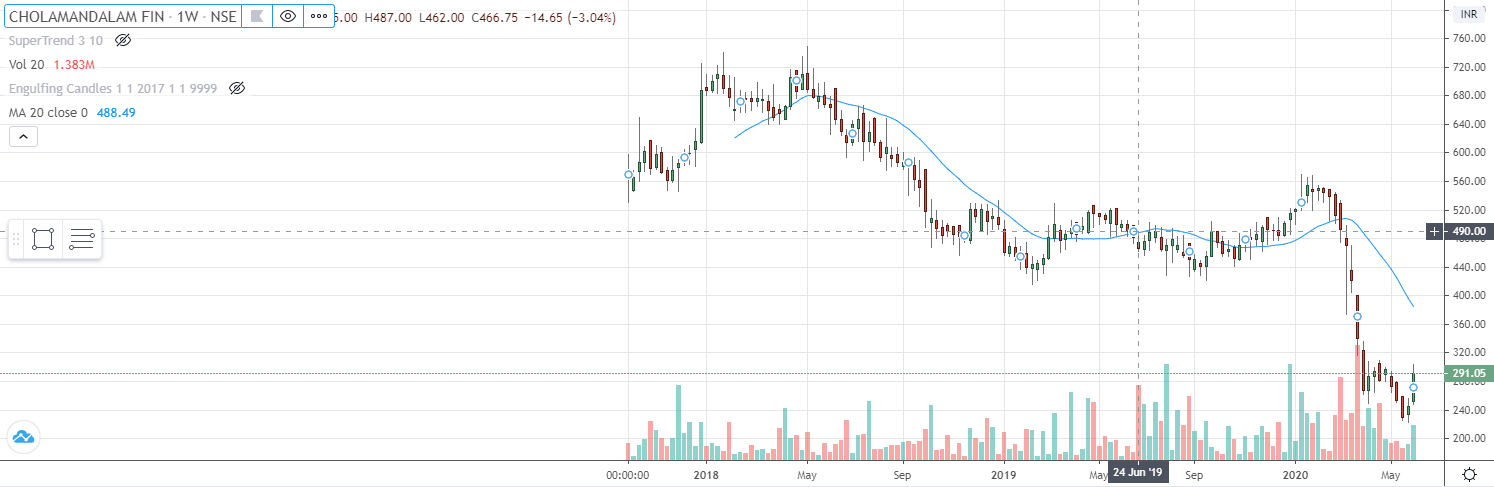 CHOLAMANDALAM FIN · 1W · NSE 5.00 H487.00 L462.00 C466.75 −14.65 (−3.04%)
SuperTrend 3 10
Vol 20 1.383M
Engulfing Candles 1 1 2017 1 1 9999
MA 20 close 0 488.49
INR
760.00
720.00
680.00
640.00
600.00
560.00
520.00
490.00
480.00
440.00
400.00
360.00
320.00
291.05
280.00
240.00
200.00
00:00:00 2018 May Sep 2019 May 24 Jun '19 Sep 2020 May